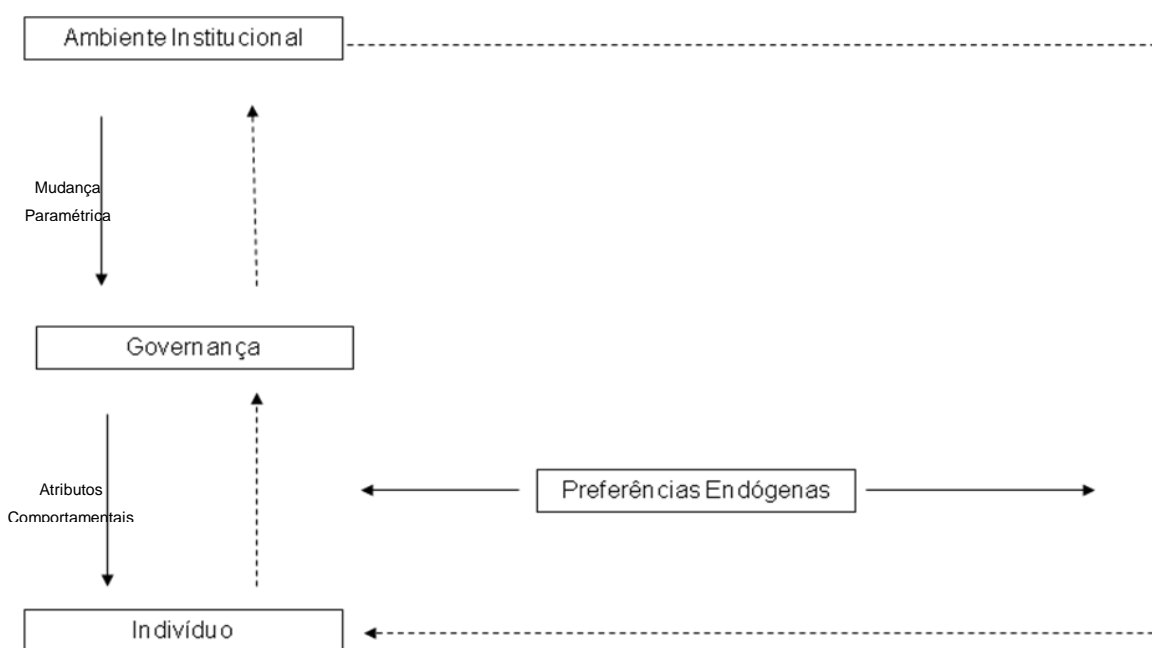 Ambiente Institucional
Mudança
Paramétrica
Governança
Atributos
Comportamentais
Preferências Endógenas
Indivíduo